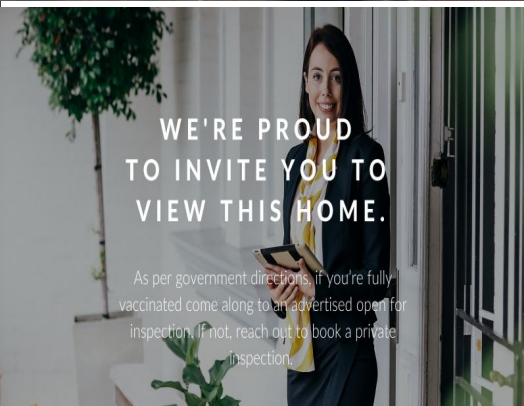 WE'RE PROUD
TO INVITE YOU TO
VIEW THIS HOME.
As per government directions, if you're fully
vaccinated come along to an advertised open for
inspection. If not, reach out to book a private
inspection.